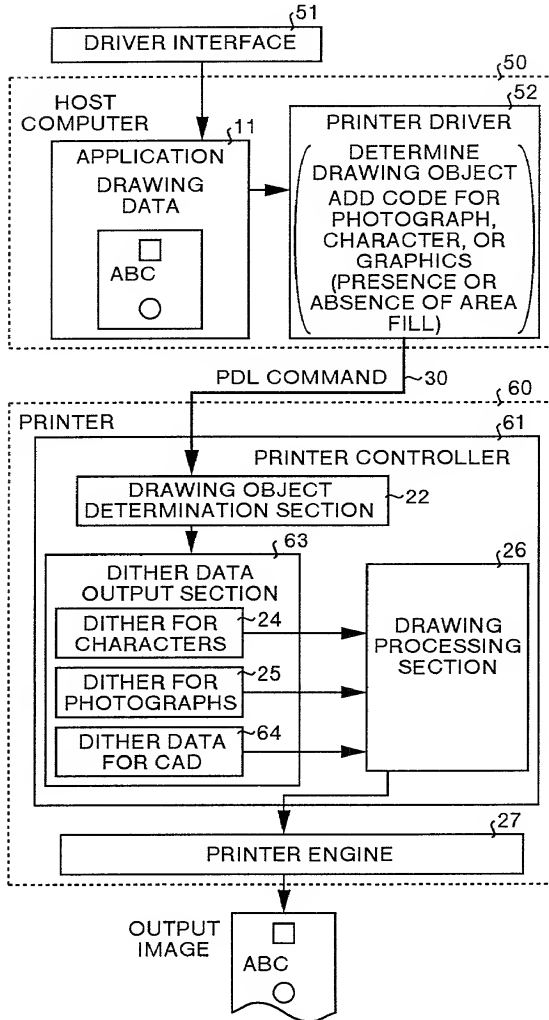 51
DRIVER INTERFACE
50
HOST
COMPUTER
11
APPLICATION
DRAWING
DATA
ABC
52
PRINTER DRIVER
DETERMINE
DRAWING OBJECT
ADD CODE FOR
PHOTOGRAPH,
CHARACTER, OR
GRAPHICS
(PRESENCE OR
ABSENCE OF AREA
FILL)
PDL COMMAND
30
60
PRINTER
61
PRINTER CONTROLLER
DRAWING OBJECT
DETERMINATION SECTION
22
63
DITHER DATA
OUTPUT SECTION
24
DITHER FOR
CHARACTERS
25
DITHER FOR
PHOTOGRAPHS
64
DITHER DATA
FOR CAD
26
DRAWING
PROCESSING
SECTION
27
PRINTER ENGINE
OUTPUT
IMAGE
ABC